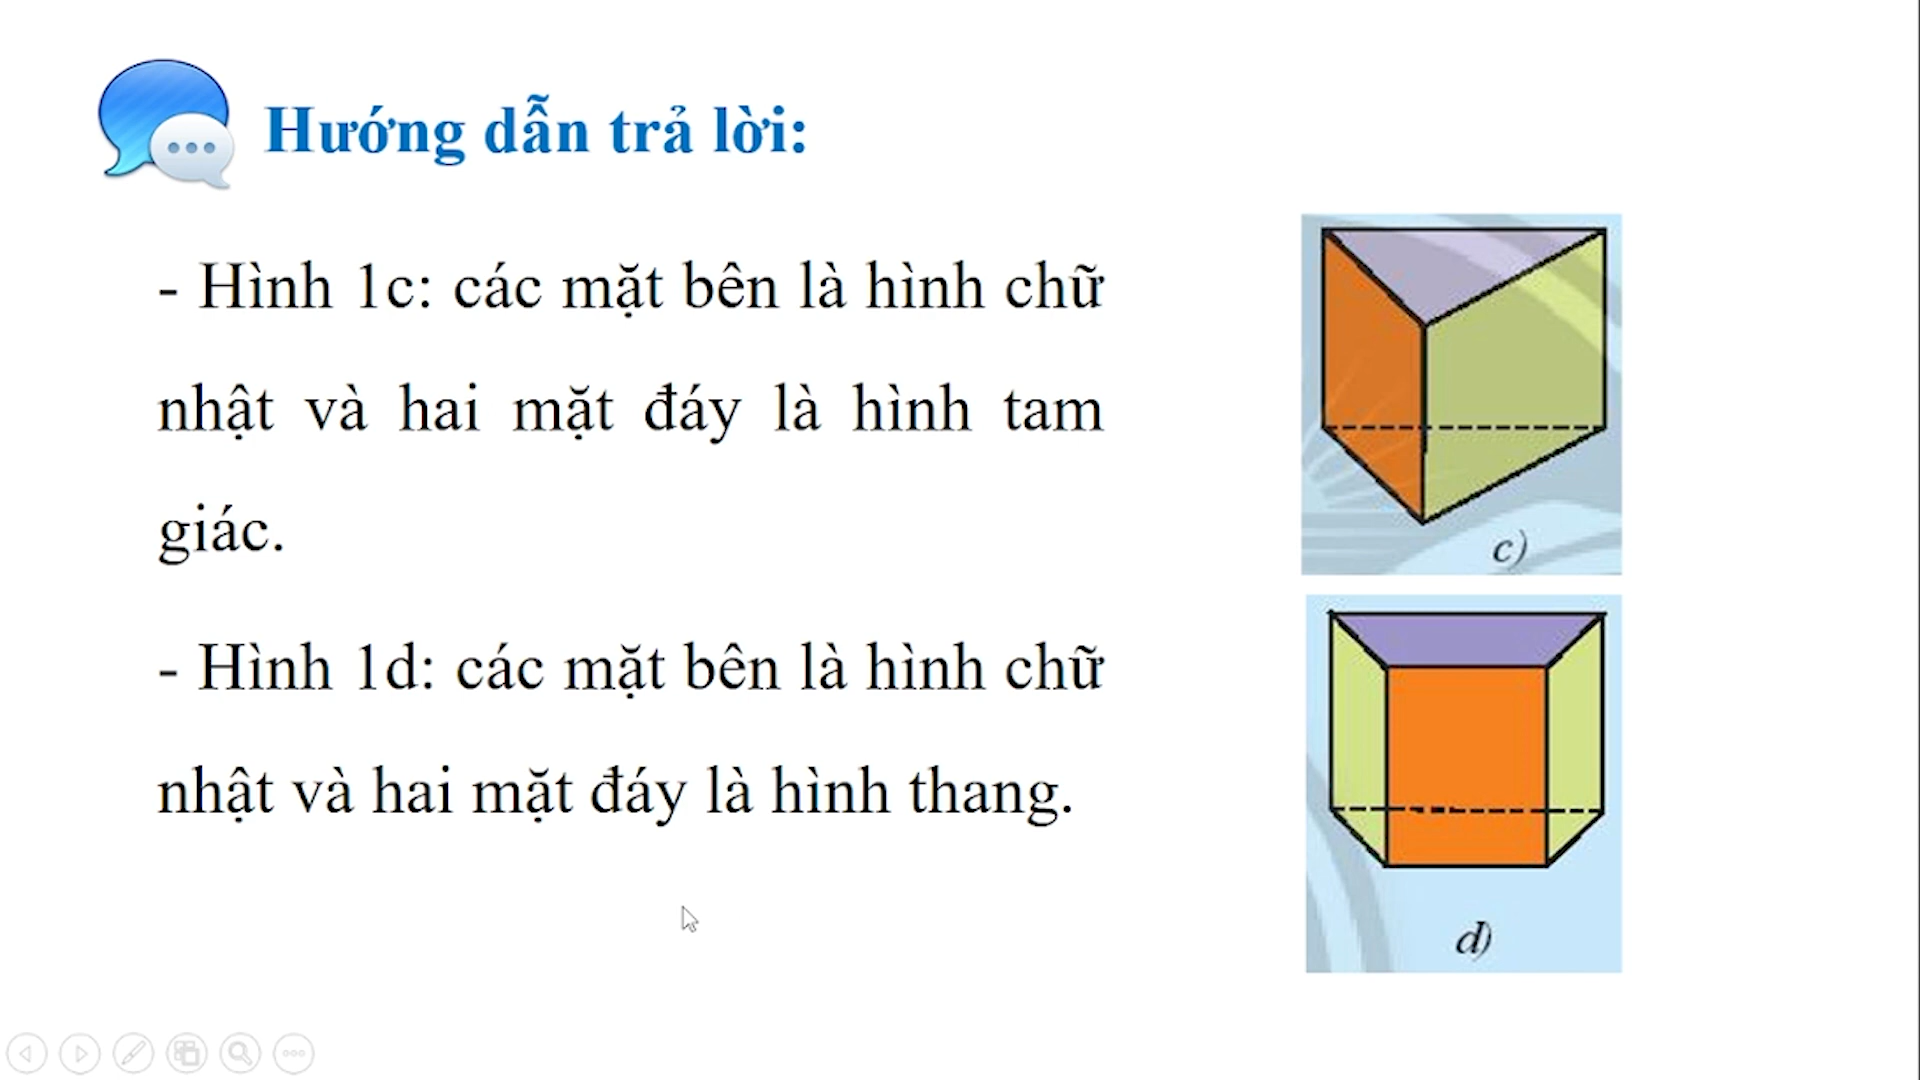 Hướng dẫn trả lời:
- Hình 1c: các mặt bên là hình chữ
nhật và hai mặt đáy là hình tam
giác.
- Hình 1d: các mặt bên là hình chữ
nhật và hai mặt đáy là hình thang.
c)
d)